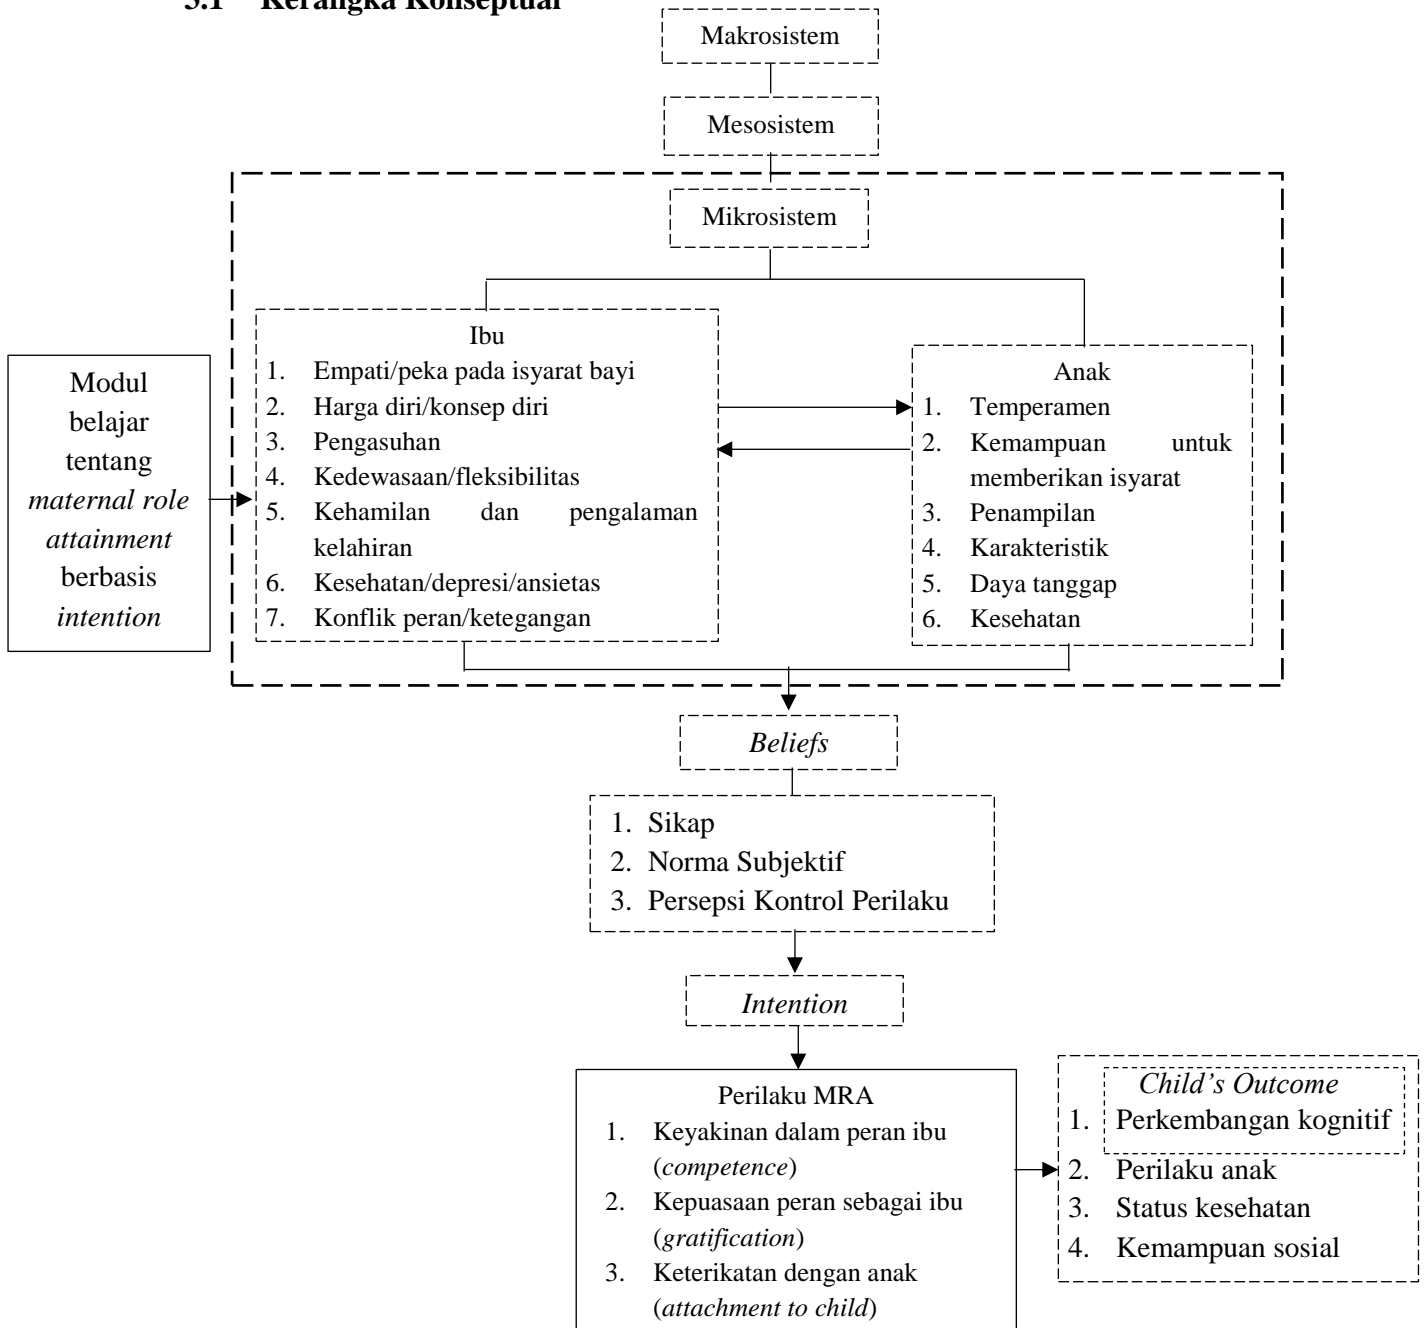 3.1 Kerangka Konseptual
Makrosistem
Mesosistem
Mikrosistem
Modul
belajar
tentang
maternal role
attainment
berbasis
intention
Ibu
1. Empati/peka pada isyarat bayi
2. Harga diri/konsep diri
3. Pengasuhan
4. Kedewasaan/fleksibilitas
5. Kehamilan dan pengalaman
kelahiran
6. Kesehatan/depresi/ansietas
7. Konflik peran/ketegangan
Anak
1. Temperamen
2. Kemampuan untuk
memberikan isyarat
3. Penampilan
4. Karakteristik
5. Daya tanggap
6. Kesehatan
Beliefs
1. Sikap
2. Norma Subjektif
3. Persepsi Kontrol Perilaku
Intention
Perilaku MRA
1. Keyakinan dalam peran ibu
(competence)
2. Kepuasaan peran sebagai ibu
(gratification)
3. Keterikatan dengan anak
(attachment to child)
Child's Outcome
1. Perkembangan kognitif
2. Perilaku anak
3. Status kesehatan
4. Kemampuan sosial